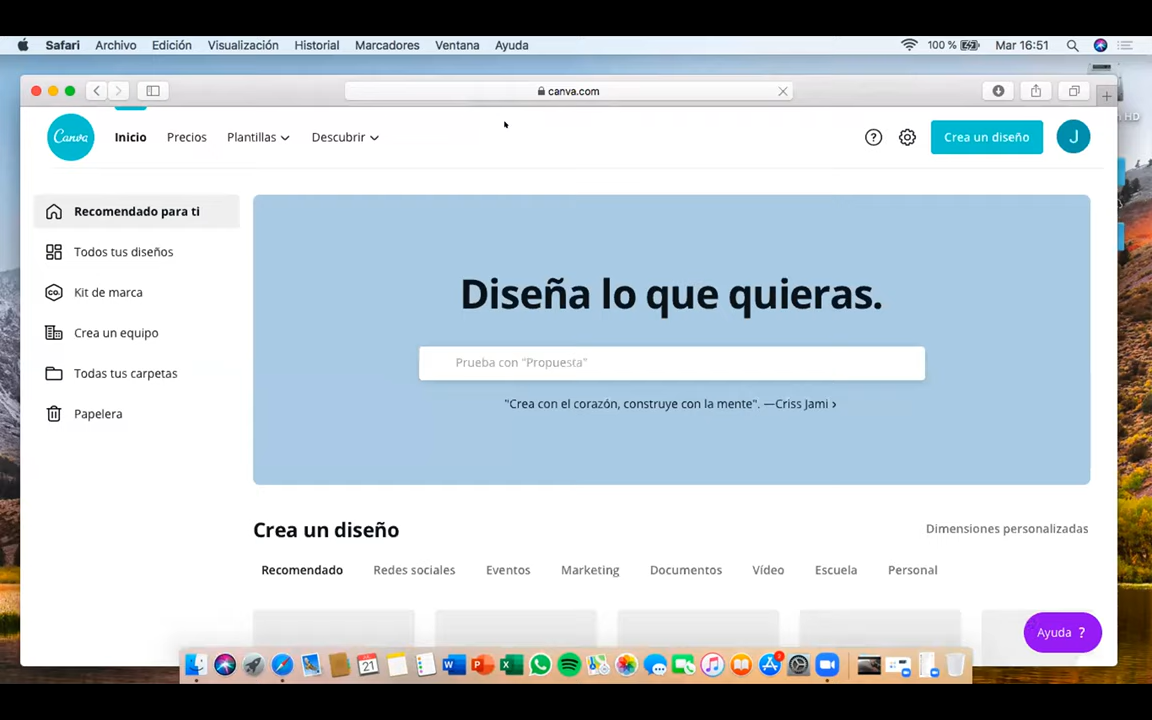 Safari Archivo Edición Visualización Historial Marcadores Ventana Ayuda 100 % Mar 16:51
canva.com
Canva Inicio Precios Plantillas Descubrir ? Crea un diseño J
HD
Recomendado para ti
Todos tus diseños
CO.
Kit de marca
Crea un equipo
Todas tus carpetas
Papelera
Diseña lo que quieras.
Prueba con "Propuesta"
"Crea con el corazón, construye con la mente". —Criss Jami ›
Crea un diseño
Dimensiones personalizadas
Recomendado Redes sociales Eventos Marketing Documentos Vídeo Escuela Personal
Ayuda ?
21 W P X A